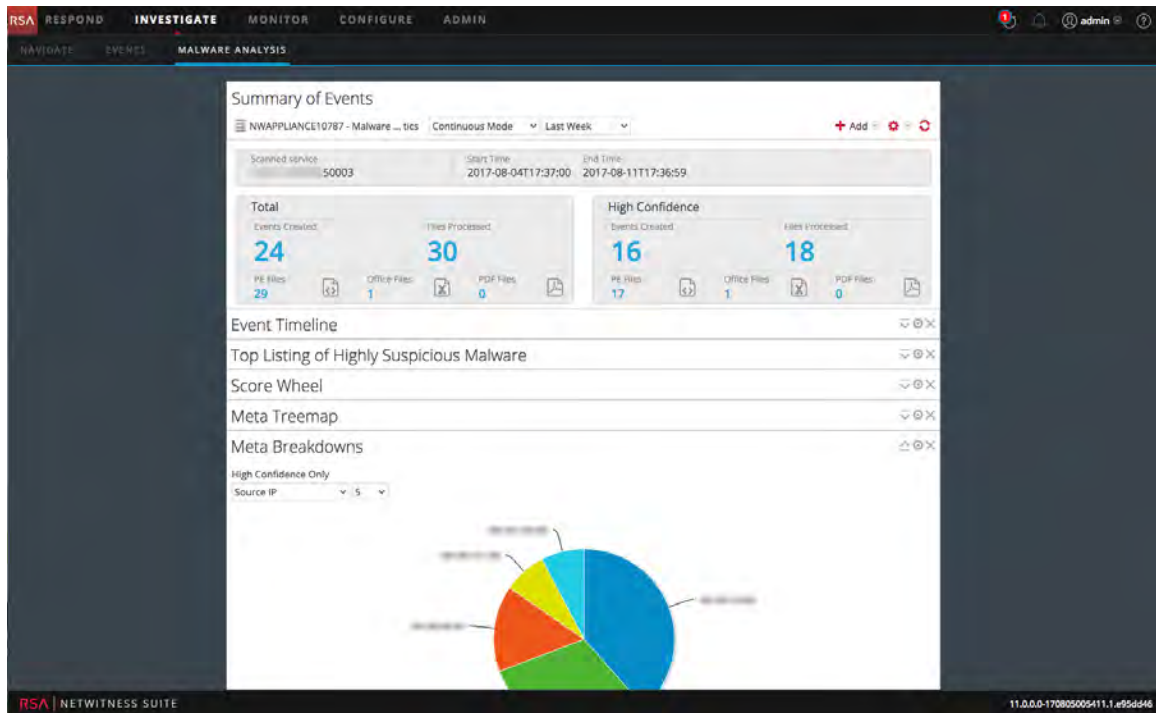 RSA RESPOND INVESTIGATE MONITOR CONFIGURE ADMIN 1 admin ?
NAVIGATE EVENTS MALWARE ANALYSIS
Summary of Events
NWAPPLIANCE10787 - Malware ... tics Continuous Mode Last Week + Add
Scanned service Start Time End Time
50003 2017-08-04T17:37:00 2017-08-11T17:36:59
Total High Confidence
Events Created Files Processed Events Created Files Processed
24 30 16 18
PE Files Office Files PDF Files PE Files Office Files PDF Files
29 1 0 17 1 0
Event Timeline
Top Listing of Highly Suspicious Malware
Score Wheel
Meta Treemap
Meta Breakdowns
High Confidence Only
Source IP 5
RSA NETWITNESS SUITE 11.0.0.0-170805005411.1.e95dd46